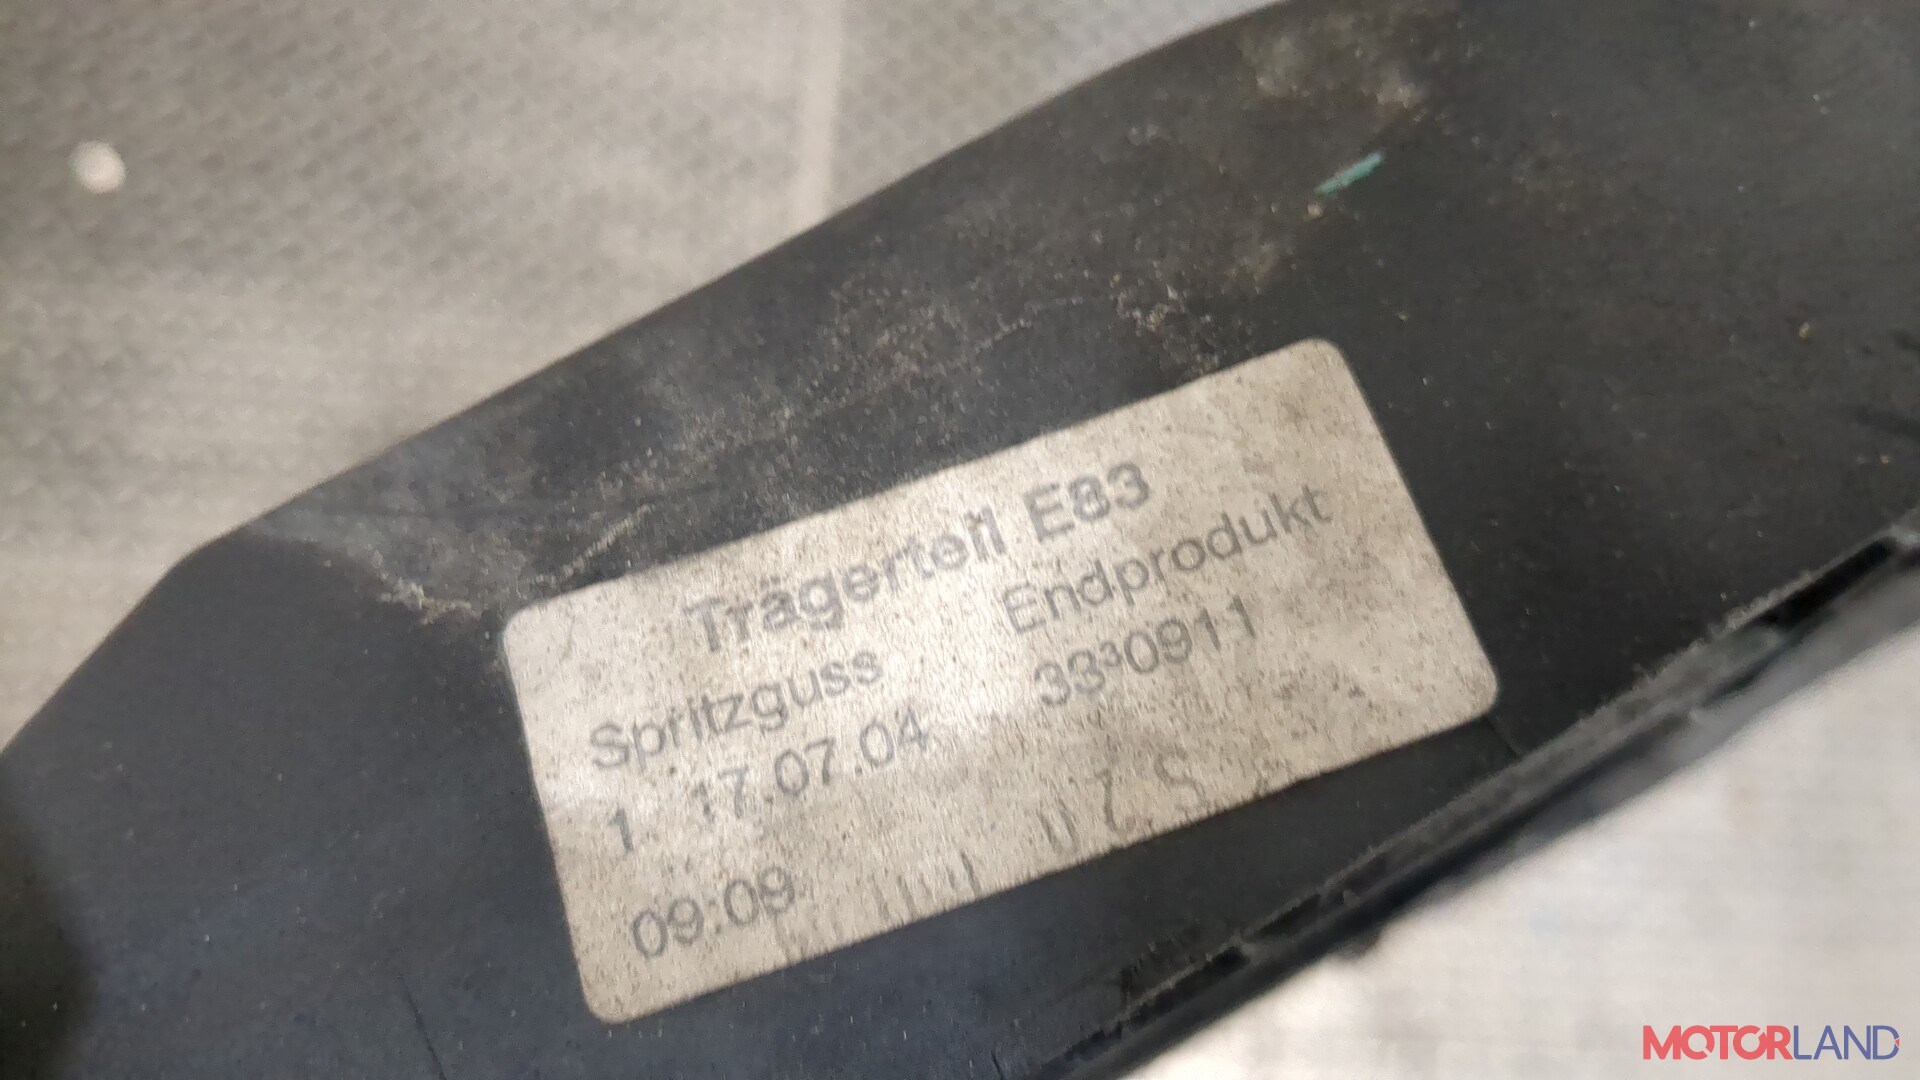 Trägerteil E83
Spritzguss Endprodukt
1 17.07.04 33³0911
09:09
MOTORLAND